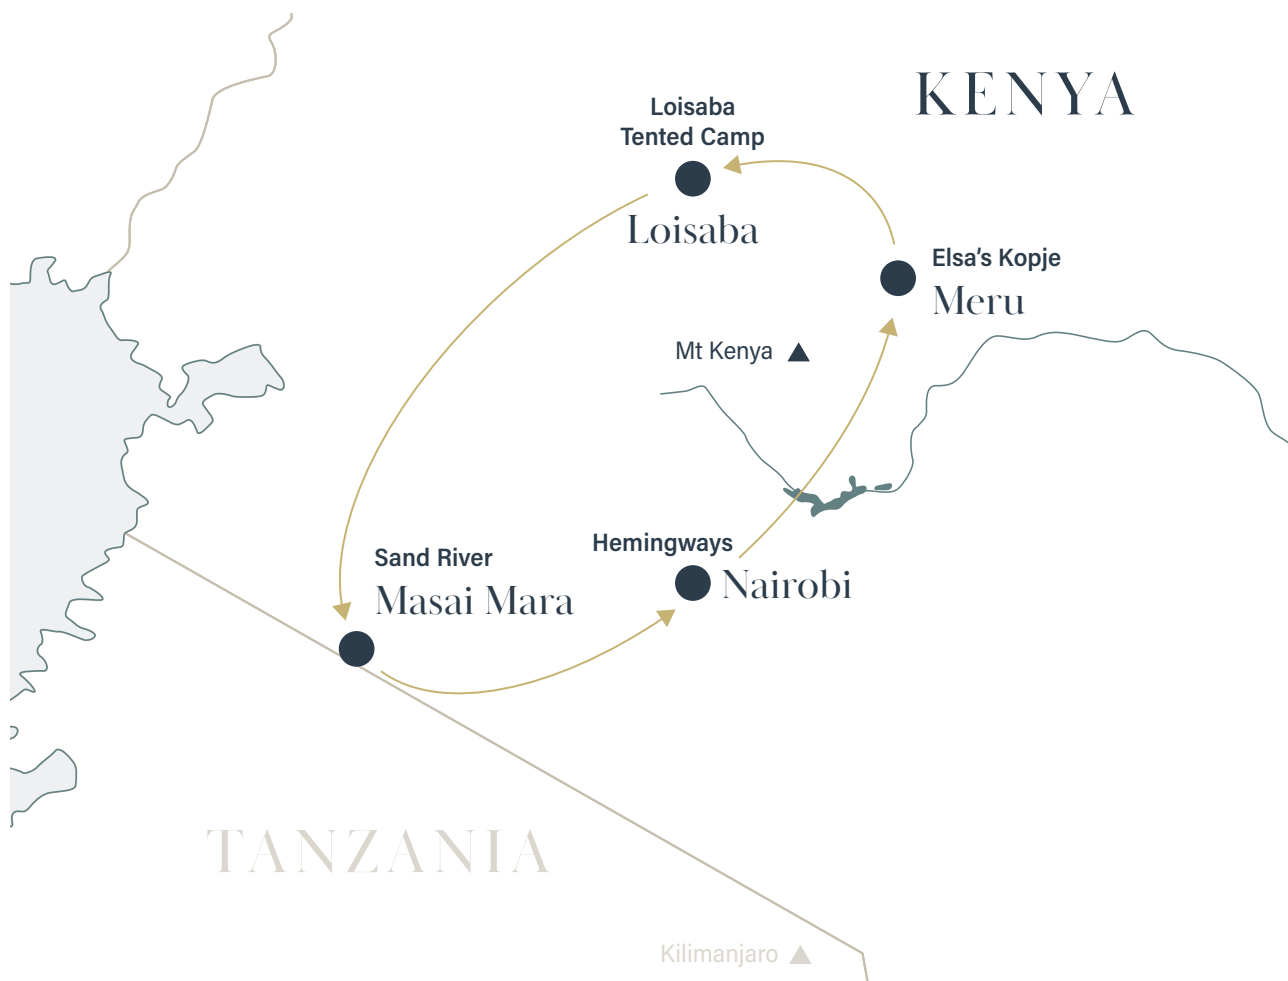 KENYA
Loisaba
Tented Camp
Loisaba
Elsa’s Kopje
Meru
Mt Kenya
Hemingways
Nairobi
Sand River
Masai Mara
TANZANIA
Kilimanjaro